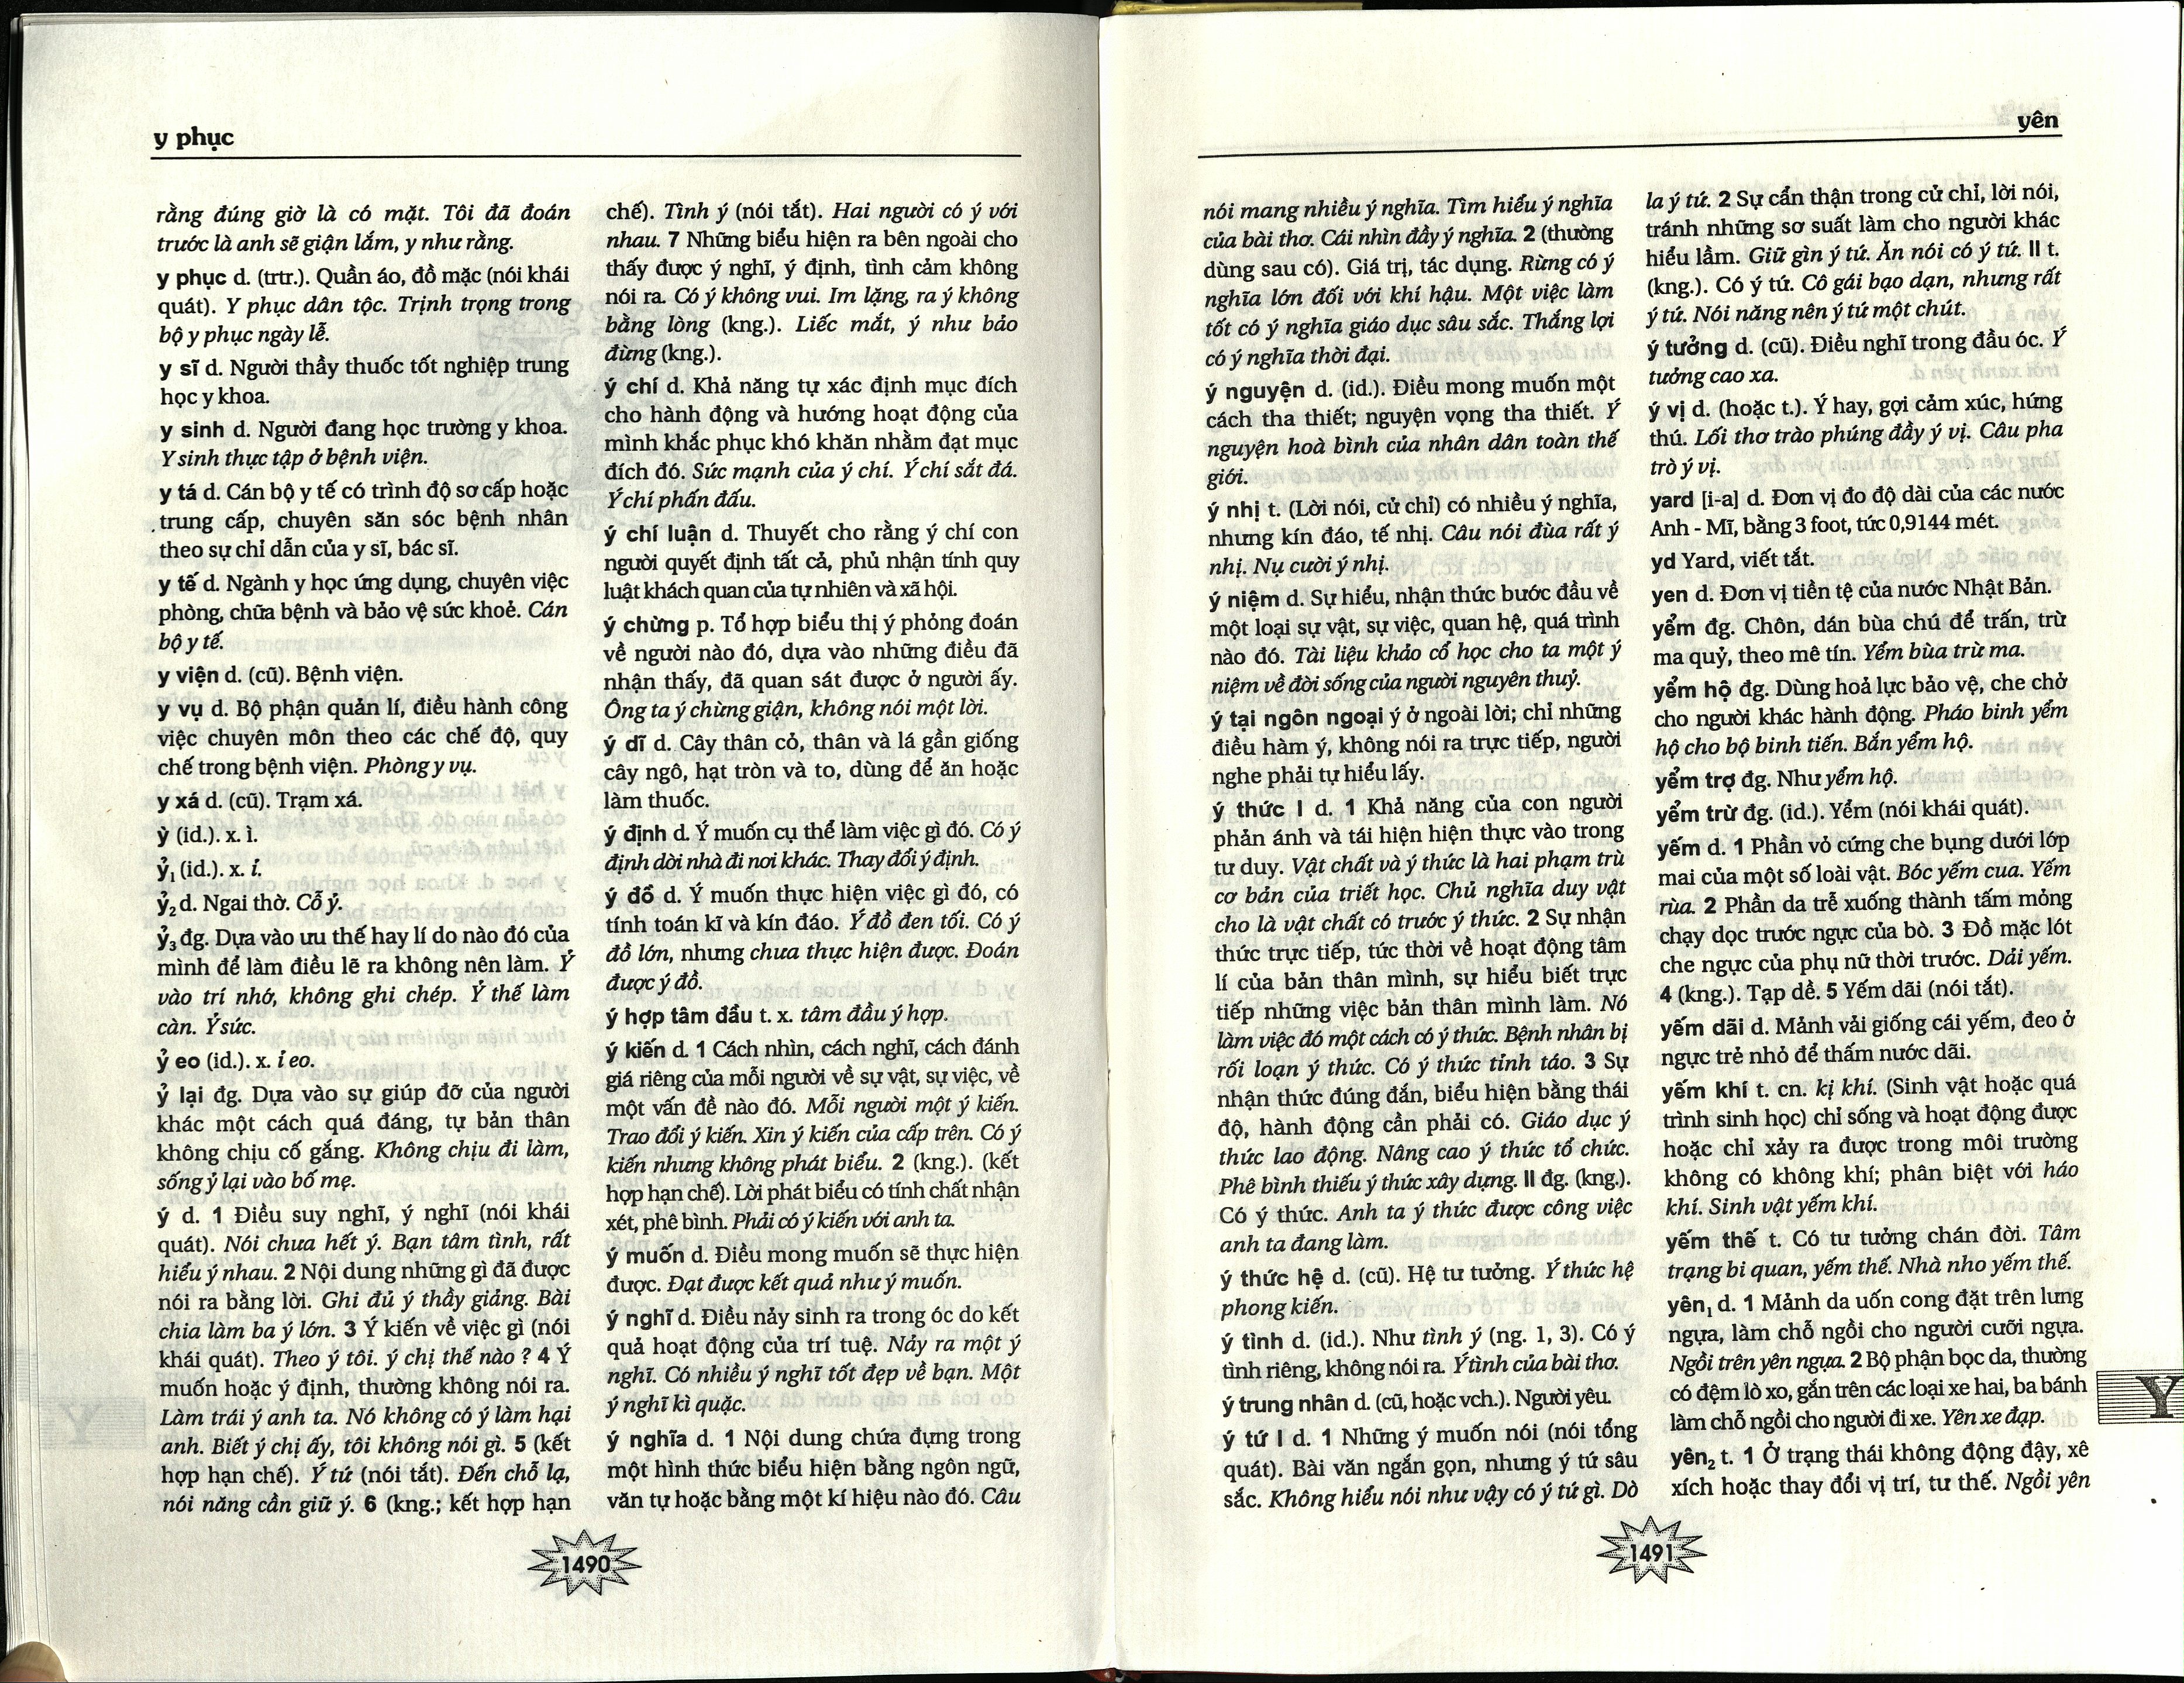 y phục
rằng đúng giờ là có mặt. Tôi đã đoán
trước là anh sẽ giận lắm, y như rằng.
y phục d. (trtr.). Quần áo, đồ mặc (nói khái
quát). Y phục dân tộc. Trịnh trọng trong
bộ y phục ngày lễ.
y sĩ d. Người thầy thuốc tốt nghiệp trung
học y khoa.
y sinh d. Người đang học trường y khoa.
Y sinh thực tập ở bệnh viện.
y tá d. Cán bộ y tế có trình độ sơ cấp hoặc
trung cấp, chuyên săn sóc bệnh nhân
theo sự chỉ dẫn của y sĩ, bác sĩ.
y tế d. Ngành y học ứng dụng, chuyên việc
phòng, chữa bệnh và bảo vệ sức khoẻ. Cán
bộ y tế.
y viện d. (cũ). Bệnh viện.
y vụ d. Bộ phận quản lí, điều hành công
việc chuyên môn theo các chế độ, quy
chế trong bệnh viện. Phòng y vụ.
y xá d. (cũ). Trạm xá.
ỳ (id.). x. ì.
ỷ1 (id.). x. ỉ.
ỷ2 d. Ngai thờ. Cỗ ỷ.
ỷ3 đg. Dựa vào ưu thế hay lí do nào đó của
mình để làm điều lẽ ra không nên làm. Ỷ
vào trí nhớ, không ghi chép. Ỷ thế làm
càn. Ỷ sức.
ỷ eo (id.). x. ỉ eo.
ỷ lại đg. Dựa vào sự giúp đỡ của người
khác một cách quá đáng, tự bản thân
không chịu cố gắng. Không chịu đi làm,
sống ỷ lại vào bố mẹ.
ý d. 1 Điều suy nghĩ, ý nghĩ (nói khái
quát). Nói chưa hết ý. Bạn tâm tình, rất
hiểu ý nhau. 2 Nội dung những gì đã được
nói ra bằng lời. Ghi đủ ý thầy giảng. Bài
chia làm ba ý lớn. 3 Ý kiến về việc gì (nói
khái quát). Theo ý tôi. ý chị thế nào ? 4 Ý
muốn hoặc ý định, thường không nói ra.
Làm trái ý anh ta. Nó không có ý làm hại
anh. Biết ý chị ấy, tôi không nói gì. 5 (kết
hợp hạn chế). Ý tứ (nói tắt). Đến chỗ lạ,
nói năng cần giữ ý. 6 (kng.; kết hợp hạn
chế). Tình ý (nói tắt). Hai người có ý với
nhau. 7 Những biểu hiện ra bên ngoài cho
thấy được ý nghĩ, ý định, tình cảm không
nói ra. Có ý không vui. Im lặng, ra ý không
bằng lòng (kng.). Liếc mắt, ý như bảo
đừng (kng.).
ý chí d. Khả năng tự xác định mục đích
cho hành động và hướng hoạt động của
mình khắc phục khó khăn nhằm đạt mục
đích đó. Sức mạnh của ý chí. Ý chí sắt đá.
Ý chí phấn đấu.
ý chí luận d. Thuyết cho rằng ý chí con
người quyết định tất cả, phủ nhận tính quy
luật khách quan của tự nhiên và xã hội.
ý chừng p. Tổ hợp biểu thị ý phỏng đoán
về người nào đó, dựa vào những điều đã
nhận thấy, đã quan sát được ở người ấy.
Ông ta ý chừng giận, không nói một lời.
ý dĩ d. Cây thân cỏ, thân và lá gần giống
cây ngô, hạt tròn và to, dùng để ăn hoặc
làm thuốc.
ý định d. Ý muốn cụ thể làm việc gì đó. Có ý
định dời nhà đi nơi khác. Thay đổi ý định.
ý đồ d. Ý muốn thực hiện việc gì đó, có
tính toán kĩ và kín đáo. Ý đồ đen tối. Có ý
đồ lớn, nhưng chưa thực hiện được. Đoán
được ý đồ.
ý hợp tâm đầu t. x. tâm đầu ý hợp.
ý kiến d. 1 Cách nhìn, cách nghĩ, cách đánh
giá riêng của mỗi người về sự vật, sự việc, về
một vấn đề nào đó. Mỗi người một ý kiến.
Trao đổi ý kiến. Xin ý kiến của cấp trên. Có ý
kiến nhưng không phát biểu. 2 (kng.). (kết
hợp hạn chế). Lời phát biểu có tính chất nhận
xét, phê bình. Phải có ý kiến với anh ta.
ý muốn d. Điều mong muốn sẽ thực hiện
được. Đạt được kết quả như ý muốn.
ý nghĩ d. Điều nảy sinh ra trong óc do kết
quả hoạt động của trí tuệ. Nảy ra một ý
nghĩ. Có nhiều ý nghĩ tốt đẹp về bạn. Một
ý nghĩ kì quặc.
ý nghĩa d. 1 Nội dung chứa đựng trong
một hình thức biểu hiện bằng ngôn ngữ,
văn tự hoặc bằng một kí hiệu nào đó. Câu
1490
yên
nói mang nhiều ý nghĩa. Tìm hiểu ý nghĩa
của bài thơ. Cái nhìn đầy ý nghĩa. 2 (thường
dùng sau có). Giá trị, tác dụng. Rừng có ý
nghĩa lớn đối với khí hậu. Một việc làm
tốt có ý nghĩa giáo dục sâu sắc. Thắng lợi
có ý nghĩa thời đại.
ý nguyện d. (id.). Điều mong muốn một
cách tha thiết; nguyện vọng tha thiết. Ý
nguyện hoà bình của nhân dân toàn thế
giới.
ý nhị t. (Lời nói, cử chỉ) có nhiều ý nghĩa,
nhưng kín đáo, tế nhị. Câu nói đùa rất ý
nhị. Nụ cười ý nhị.
ý niệm d. Sự hiểu, nhận thức bước đầu về
một loại sự vật, sự việc, quan hệ, quá trình
nào đó. Tài liệu khảo cổ học cho ta một ý
niệm về đời sống của người nguyên thuỷ.
ý tại ngôn ngoại ý ở ngoài lời; chỉ những
điều hàm ý, không nói ra trực tiếp, người
nghe phải tự hiểu lấy.
ý thức I d. 1 Khả năng của con người
phản ánh và tái hiện hiện thực vào trong
tư duy. Vật chất và ý thức là hai phạm trù
cơ bản của triết học. Chủ nghĩa duy vật
cho là vật chất có trước ý thức. 2 Sự nhận
thức trực tiếp, tức thời về hoạt động tâm
lí của bản thân mình, sự hiểu biết trực
tiếp những việc bản thân mình làm. Nó
làm việc đó một cách có ý thức. Bệnh nhân bị
rối loạn ý thức. Có ý thức tỉnh táo. 3 Sự
nhận thức đúng đắn, biểu hiện bằng thái
độ, hành động cần phải có. Giáo dục ý
thức lao động. Nâng cao ý thức tổ chức.
Phê bình thiếu ý thức xây dựng. II đg. (kng.).
Có ý thức. Anh ta ý thức được công việc
anh ta đang làm.
ý thức hệ d. (cũ). Hệ tư tưởng. Ý thức hệ
phong kiến.
ý tình d. (id.). Như tình ý (ng. 1, 3). Có ý
tình riêng, không nói ra. Ý tình của bài thơ.
ý trung nhân d. (cũ, hoặc vch.). Người yêu.
ý tứ I d. 1 Những ý muốn nói (nói tổng
quát). Bài văn ngắn gọn, nhưng ý tứ sâu
sắc. Không hiểu nói như vậy có ý tứ gì. Dò
la ý tứ. 2 Sự cẩn thận trong cử chỉ, lời nói,
tránh những sơ suất làm cho người khác
hiểu lầm. Giữ gìn ý tứ. Ăn nói có ý tứ. II t.
(kng.). Có ý tứ. Cô gái bạo dạn, nhưng rất
ý tứ. Nói năng nên ý tứ một chút.
ý tưởng d. (cũ). Điều nghĩ trong đầu óc. Ý
tưởng cao xa.
ý vị d. (hoặc t.). Ý hay, gợi cảm xúc, hứng
thú. Lối thơ trào phúng đầy ý vị. Câu pha
trò ý vị.
yard [i-a] d. Đơn vị đo độ dài của các nước
Anh - Mĩ, bằng 3 foot, tức 0,9144 mét.
yd Yard, viết tắt.
yen d. Đơn vị tiền tệ của nước Nhật Bản.
yểm đg. Chôn, dán bùa chú để trấn, trừ
ma quỷ, theo mê tín. Yểm bùa trừ ma.
yểm hộ đg. Dùng hoả lực bảo vệ, che chở
cho người khác hành động. Pháo binh yểm
hộ cho bộ binh tiến. Bắn yểm hộ.
yểm trợ đg. Như yểm hộ.
yểm trừ đg. (id.). Yểm (nói khái quát).
yếm d. 1 Phần vỏ cứng che bụng dưới lớp
mai của một số loài vật. Bóc yếm cua. Yếm
rùa. 2 Phần da trễ xuống thành tấm mỏng
chạy dọc trước ngực của bò. 3 Đồ mặc lót
che ngực của phụ nữ thời trước. Dải yếm.
4 (kng.). Tạp dề. 5 Yếm dãi (nói tắt).
yếm dãi d. Mảnh vải giống cái yếm, đeo ở
ngực trẻ nhỏ để thấm nước dãi.
yếm khí t. cn. kị khí. (Sinh vật hoặc quá
trình sinh học) chỉ sống và hoạt động được
hoặc chỉ xảy ra được trong môi trường
không có không khí; phân biệt với háo
khí. Sinh vật yếm khí.
yếm thế t. Có tư tưởng chán đời. Tâm
trạng bi quan, yếm thế. Nhà nho yếm thế.
yên1 d. 1 Mảnh da uốn cong đặt trên lưng
ngựa, làm chỗ ngồi cho người cưỡi ngựa.
Ngồi trên yên ngựa. 2 Bộ phận bọc da, thường
có đệm lò xo, gắn trên các loại xe hai, ba bánh
làm chỗ ngồi cho người đi xe. Yên xe đạp.
yên2 t. 1 Ở trạng thái không động đậy, xê
xích hoặc thay đổi vị trí, tư thế. Ngồi yên
Y
1491